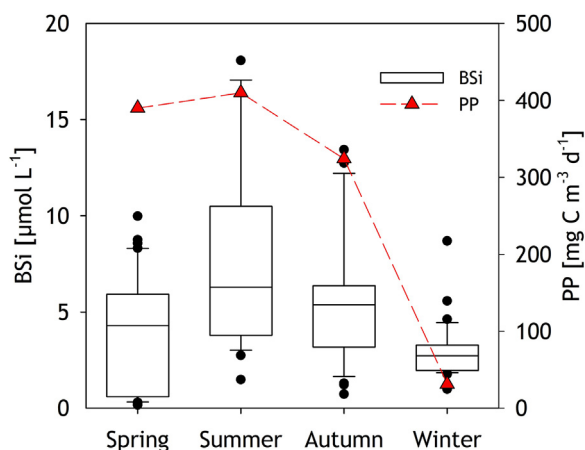 20
15
10
5
0
BSi [µmol L⁻¹]
500
400
300
200
100
0
PP [mg C m⁻³ d⁻¹]
BSi
PP
Spring
Summer
Autumn
Winter